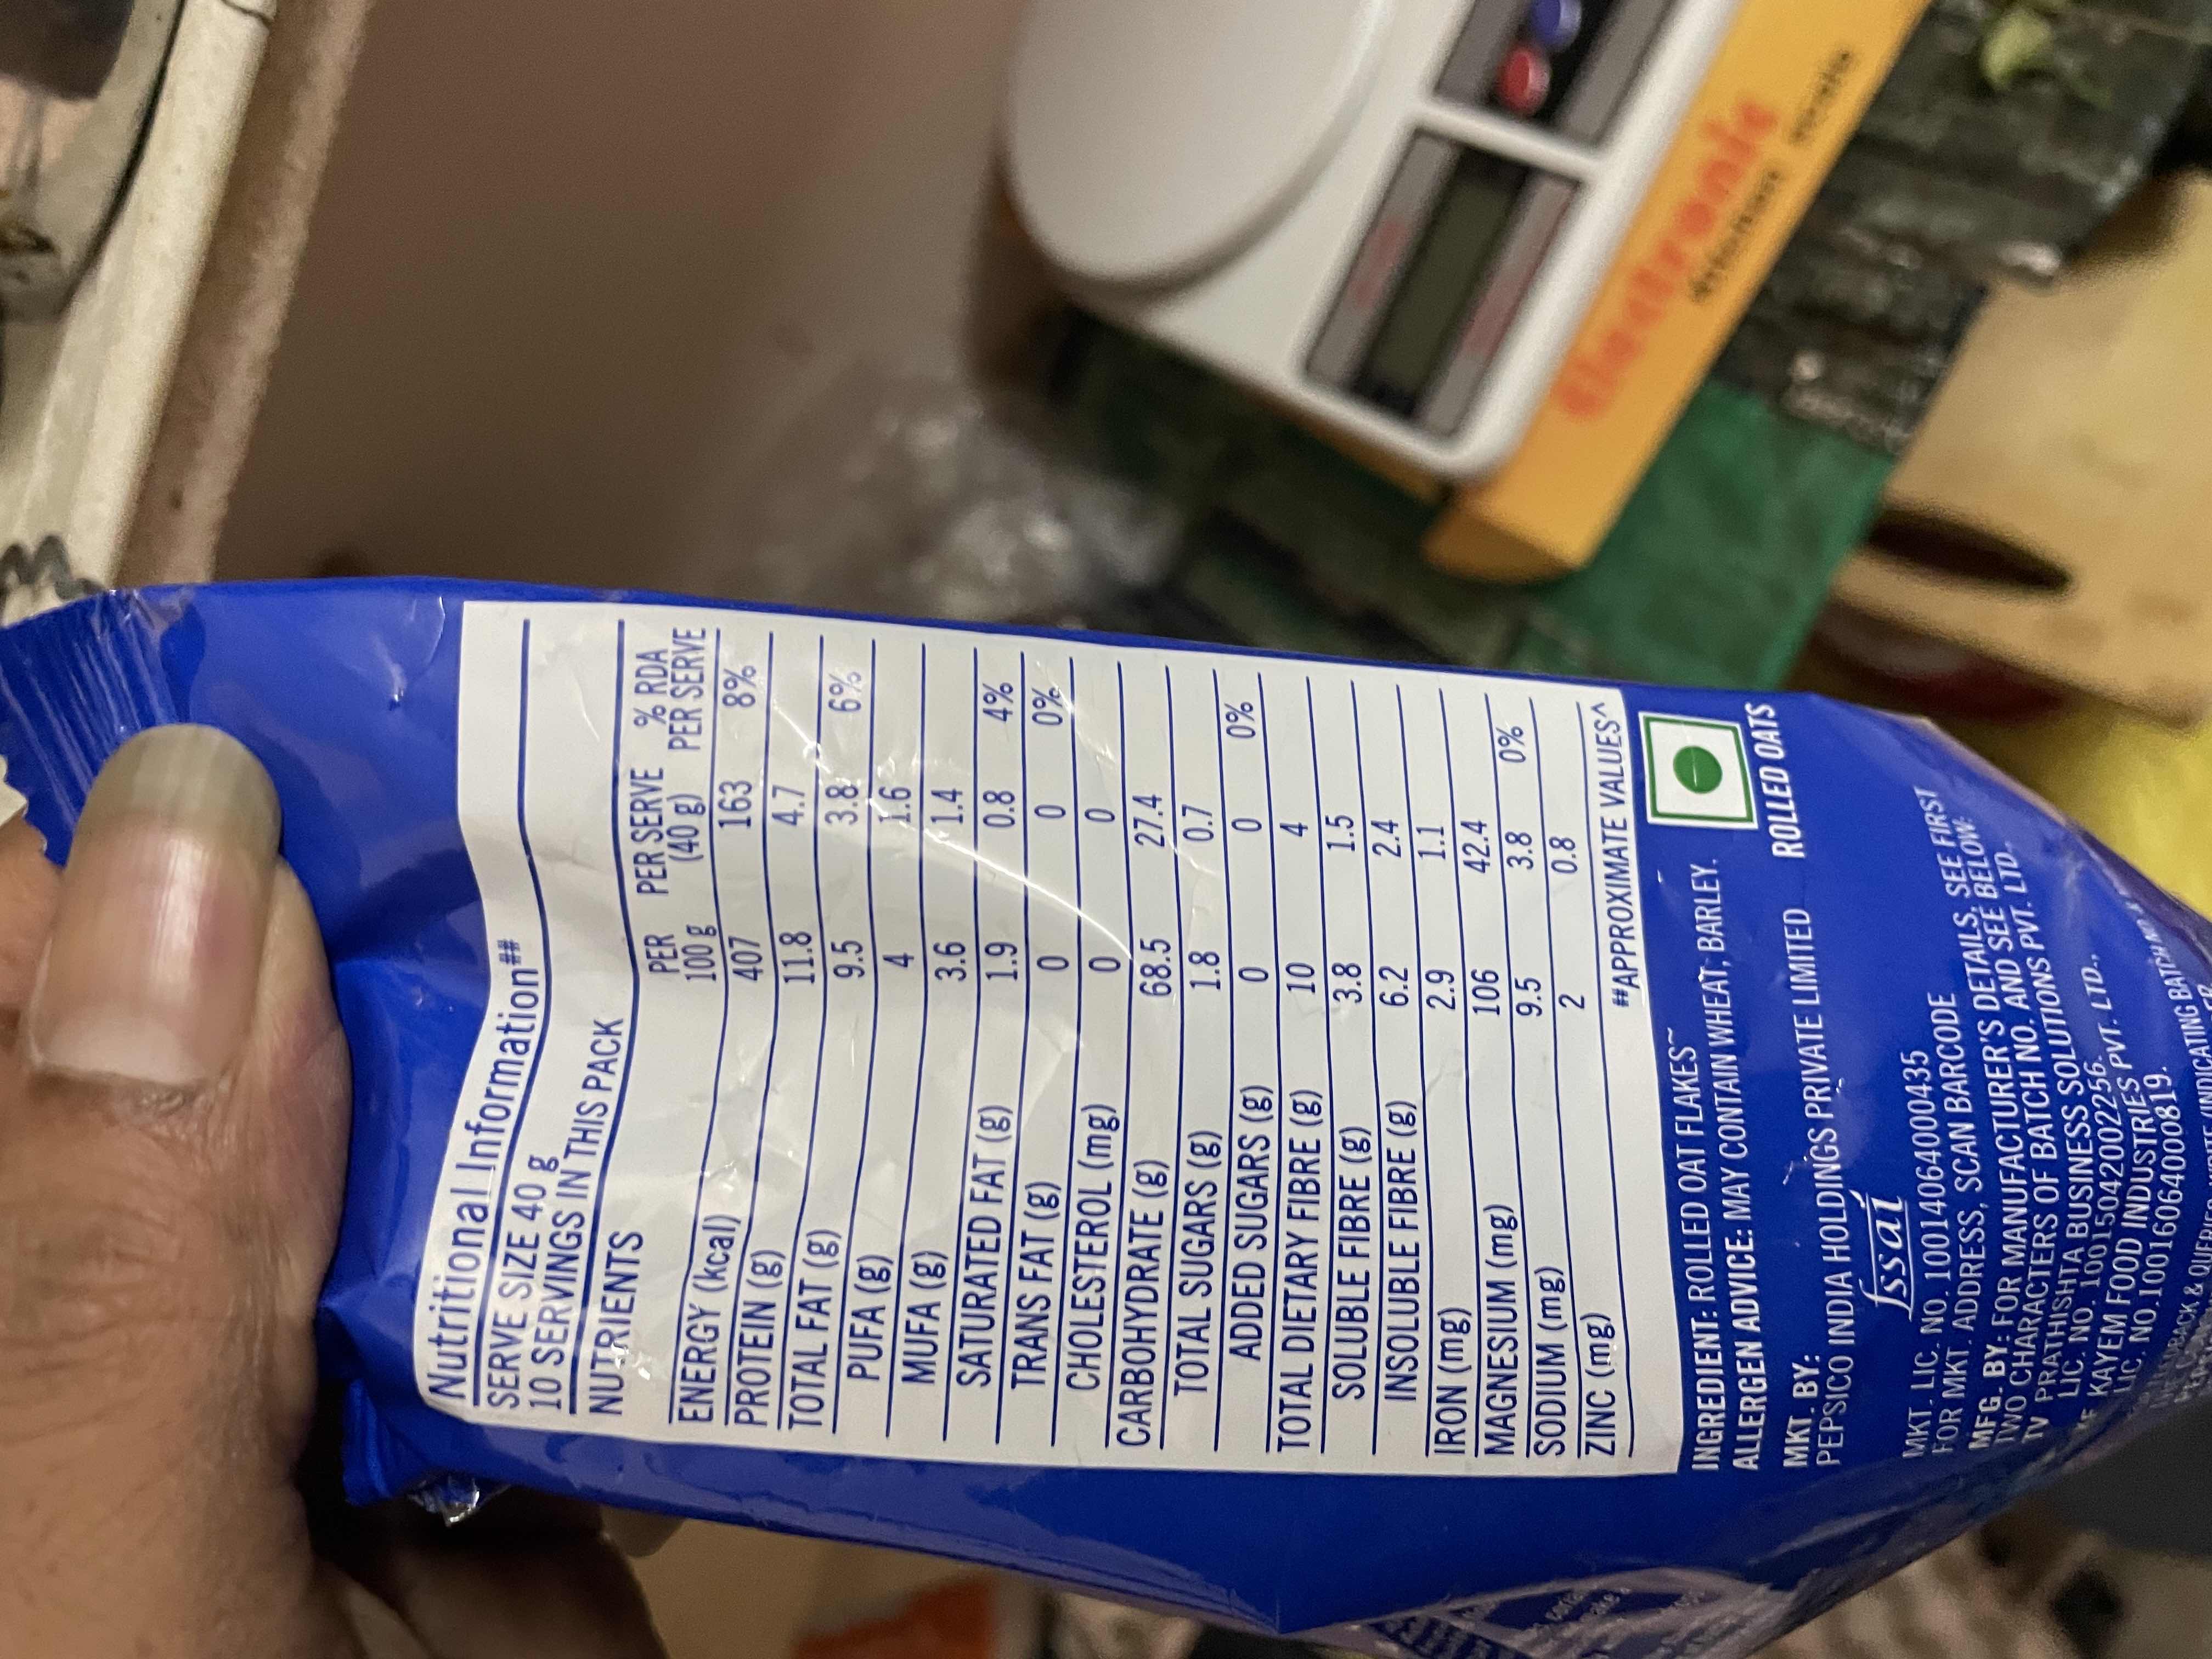 Nutritional Information##
SERVE SIZE 40 g
10 SERVINGS IN THIS PACK
NUTRIENTS PER 100 g PER SERVE (40 g) % RDA PER SERVE
ENERGY (kcal) 407 163 8%
PROTEIN (g) 11.8 4.7
TOTAL FAT (g) 9.5 3.8 6%
PUFA (g) 4 1.6
MUFA (g) 3.6 1.4
SATURATED FAT (g) 1.9 0.8 4%
TRANS FAT (g) 0 0 0%
CHOLESTEROL (mg) 0 0
CARBOHYDRATE (g) 68.5 27.4
TOTAL SUGARS (g) 1.8 0.7
ADDED SUGARS (g) 0 0 0%
TOTAL DIETARY FIBRE (g) 10 4
SOLUBLE FIBRE (g) 3.8 1.5
INSOLUBLE FIBRE (g) 6.2 2.4
IRON (mg) 2.9 1.1
MAGNESIUM (mg) 106 42.4
SODIUM (mg) 9.5 3.8 0%
ZINC (mg) 2 0.8
##APPROXIMATE VALUES^
INGREDIENT: ROLLED OAT FLAKES~
ALLERGEN ADVICE: MAY CONTAIN WHEAT, BARLEY.
MKT. BY:
PEPSICO INDIA HOLDINGS PRIVATE LIMITED
ROLLED OATS
fssai
MKT. LIC. NO. 10014064000435
FOR MKT. ADDRESS, SCAN BARCODE
MFG. BY: FOR MANUFACTURER'S DETAILS, SEE FIRST
TWO CHARACTERS OF BATCH NO. AND SEE BELOW:
TV PRATHISHTA BUSINESS SOLUTIONS PVT. LTD.
LIC. NO. 10015042002256.
KAYEM FOOD INDUSTRIES PVT. LTD.,
LIC. NO. 10016064000819.
INDICATING BATCH
Electronic
KITCHEN SCALE